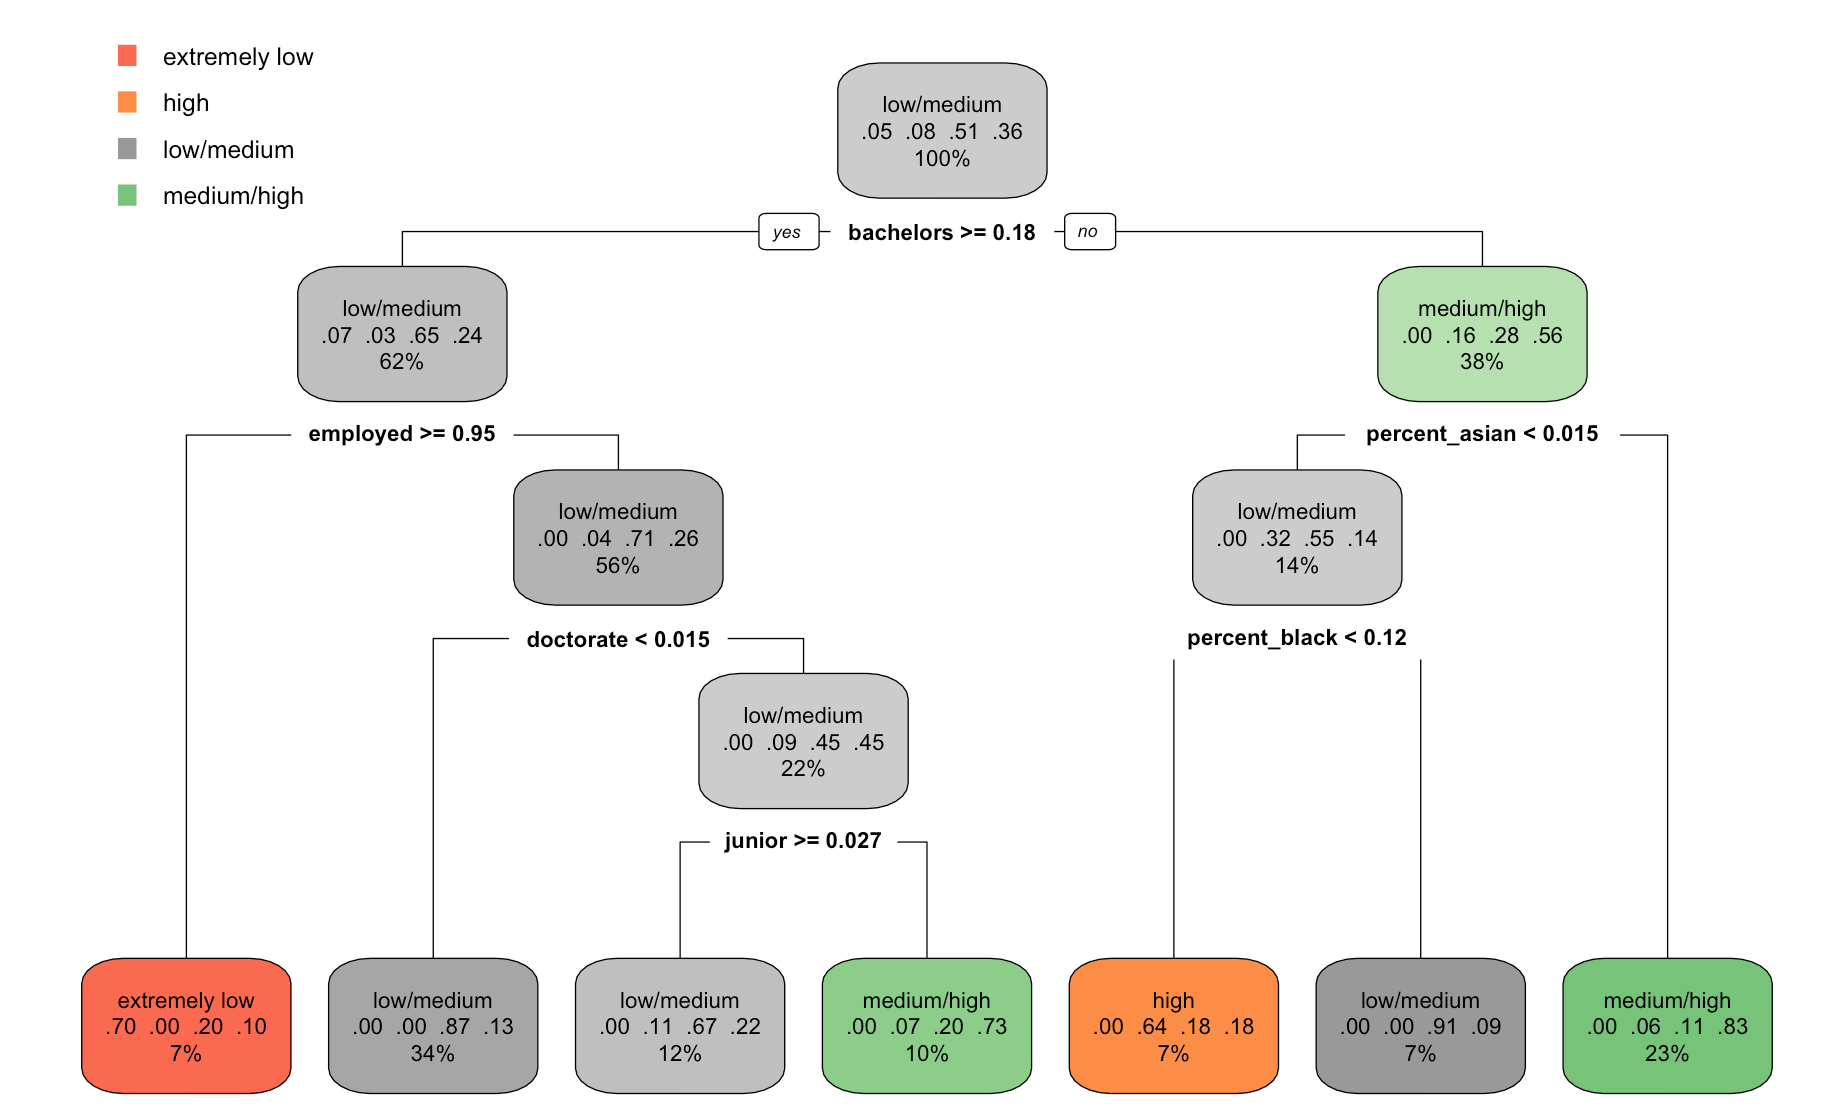 extremely low
high
low/medium
medium/high
low/medium
.05 .08 .51 .36
100%
yes
bachelors >= 0.18
no
low/medium
.07 .03 .65 .24
62%
medium/high
.00 .16 .28 .56
38%
employed >= 0.95
percent_asian < 0.015
low/medium
.00 .04 .71 .26
56%
low/medium
.00 .32 .55 .14
14%
doctorate < 0.015
percent_black < 0.12
low/medium
.00 .09 .45 .45
22%
junior >= 0.027
extremely low
.70 .00 .20 .10
7%
low/medium
.00 .00 .87 .13
34%
low/medium
.00 .11 .67 .22
12%
medium/high
.00 .07 .20 .73
10%
high
.00 .64 .18 .18
7%
low/medium
.00 .00 .91 .09
7%
medium/high
.00 .06 .11 .83
23%